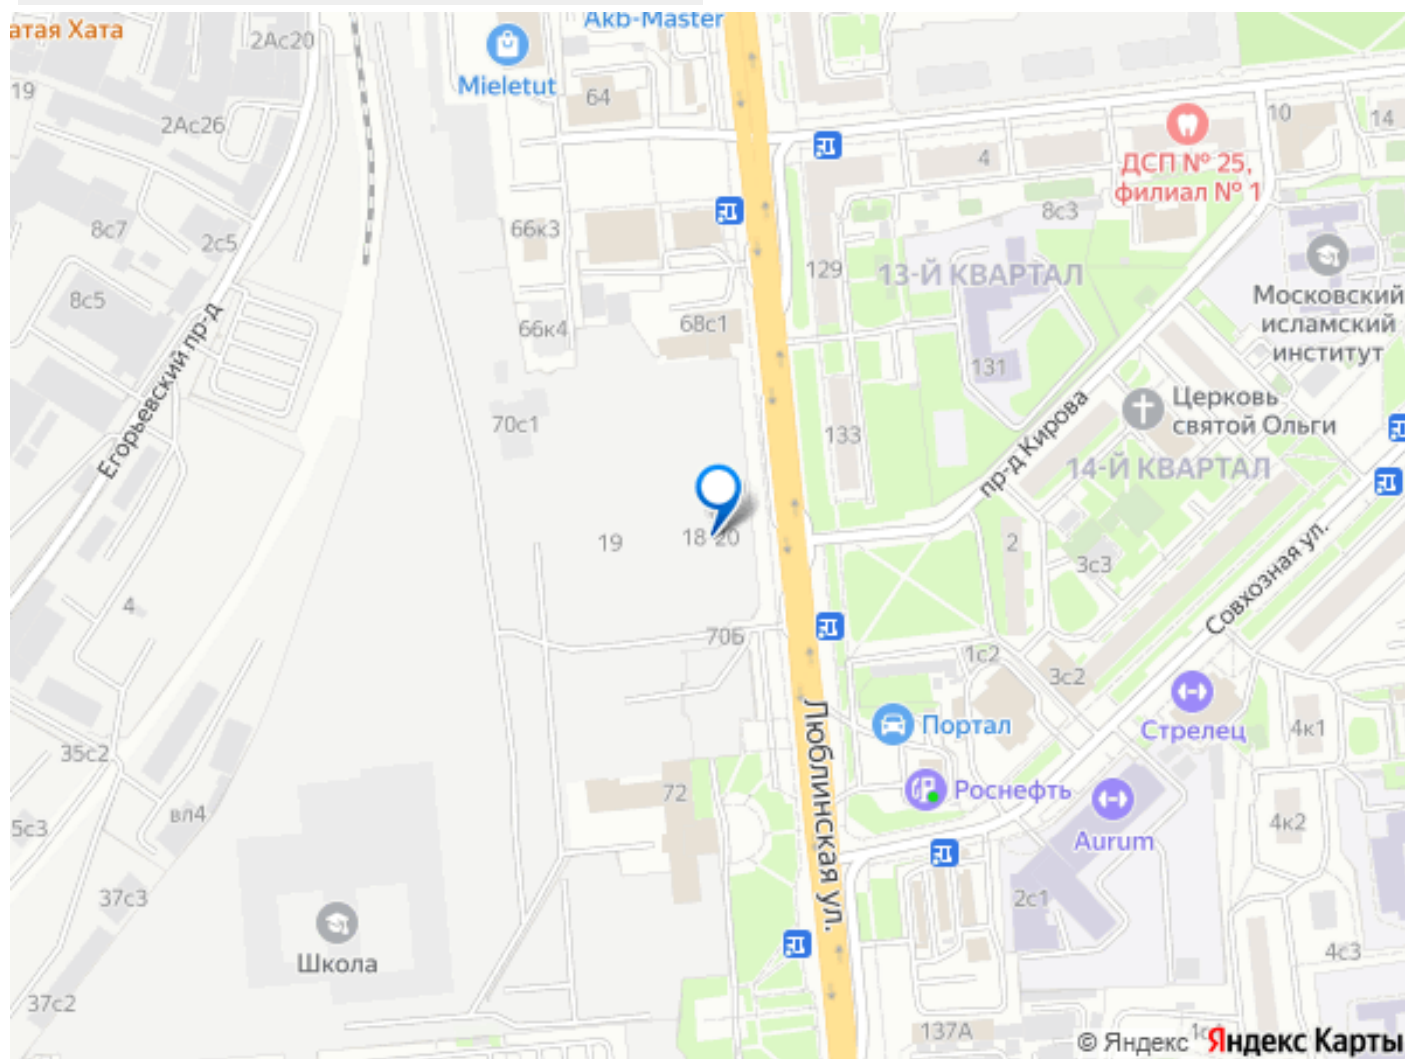 атая Хата
2Ас20
Akb-Master
Mieletut
19
64
2Ас26
10
14
4
ДСП № 25,
филиал № 1
8с7
2с5
66к3
8с3
129
13-Й КВАРТАЛ
8с5
Московский
исламский
институт
66к4
68с1
131
Егорьевский пр-д
70с1
133
пр-д Кирова
Церковь
святой Ольги
14-Й КВАРТАЛ
19
18 20
2
3с3
Совхозная ул.
4
70Б
1с2
3с2
Люблинская ул.
Портал
Стрелец
4к1
35с2
Роснефть
72
вл4
5с3
Aurum
4к2
37с3
2с1
Школа
4с3
37с2
137А
© Яндекс
Яндекс Карты